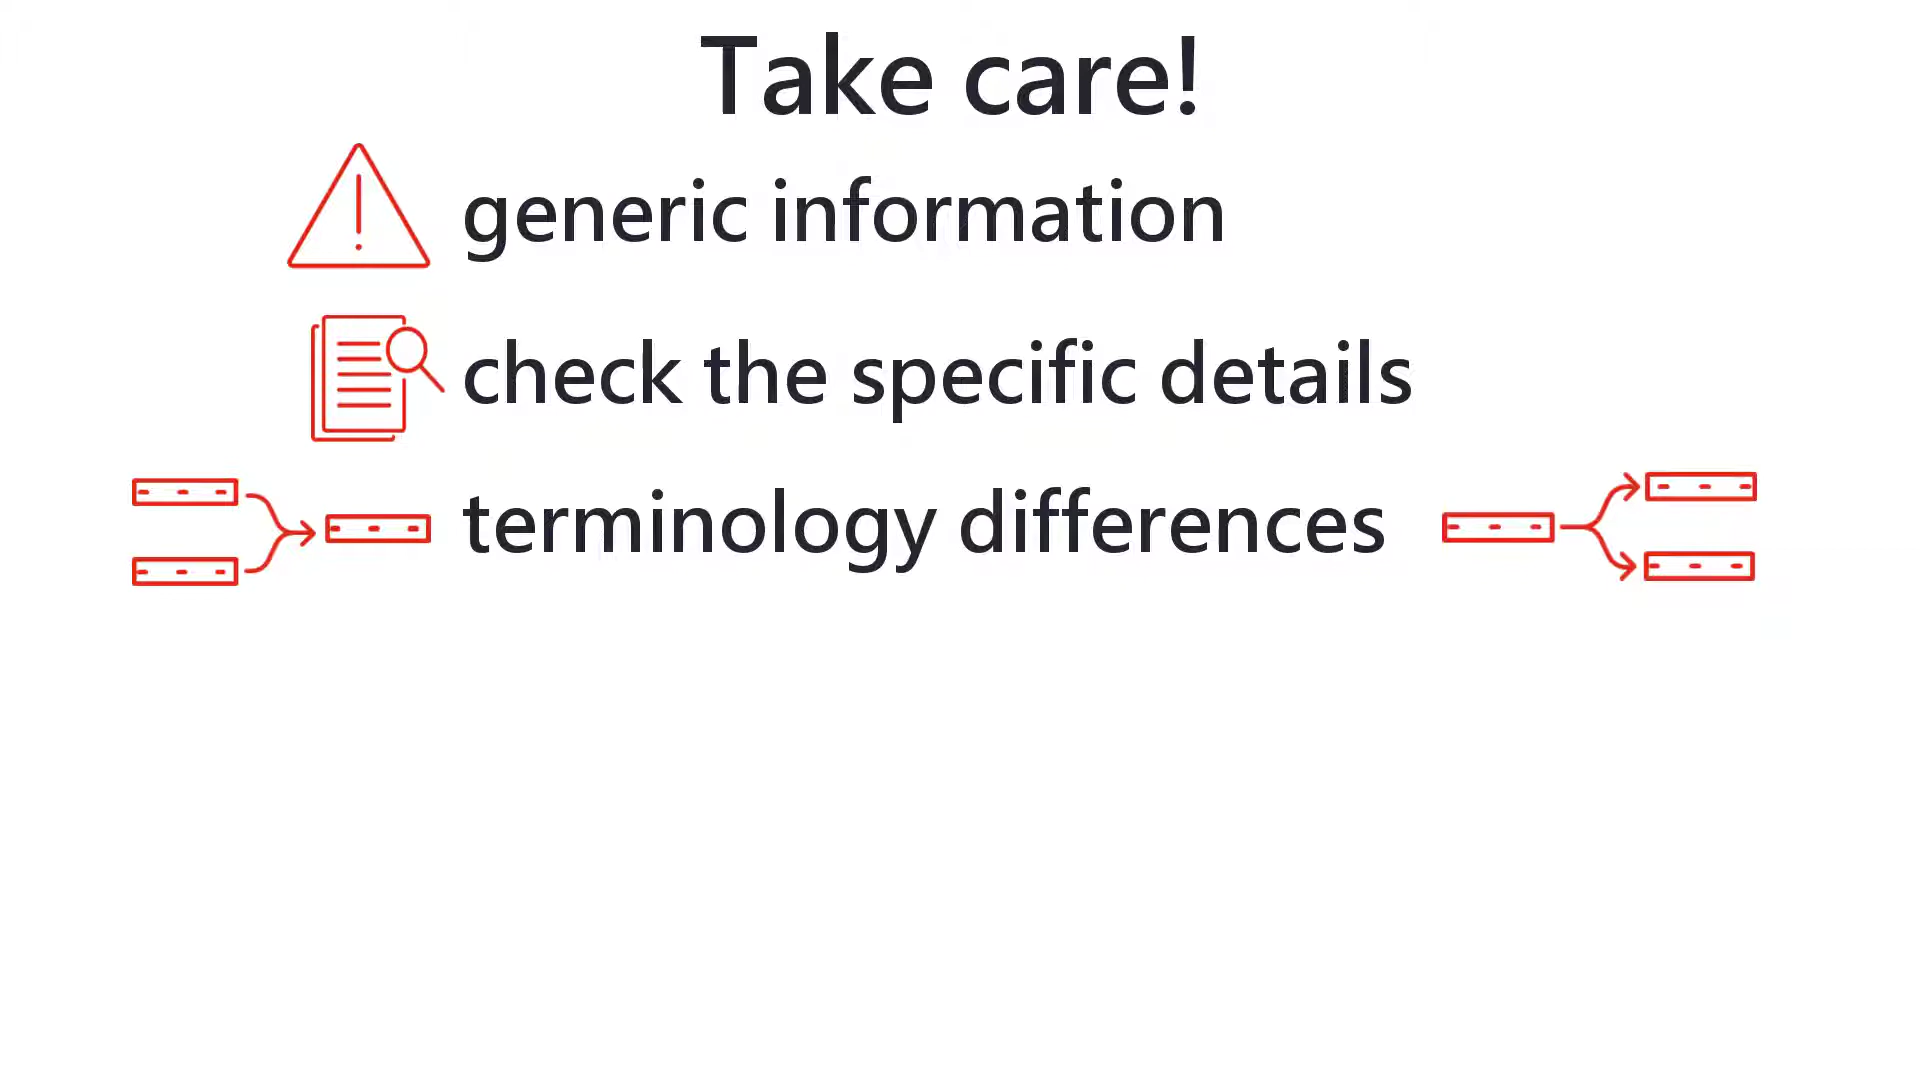 Take care!
generic information
check the specific details
terminology differences